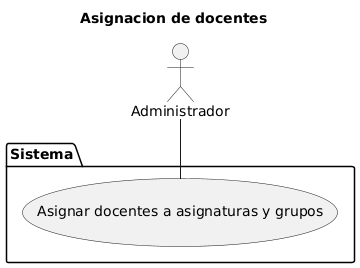 Asignacion de docentes
Administrador
Sistema
Asignar docentes a asignaturas y grupos